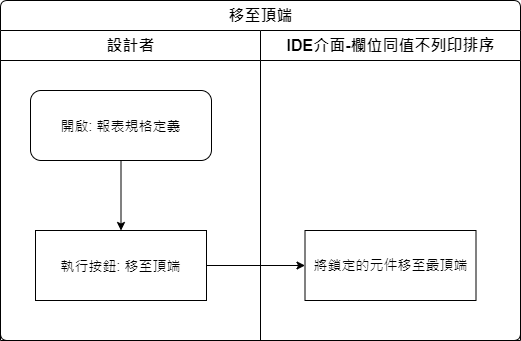 移至頂端
設計者
IDE介面-欄位同值不列印排序
開啟: 報表規格定義
執行按鈕: 移至頂端
將鎖定的元件移至最頂端